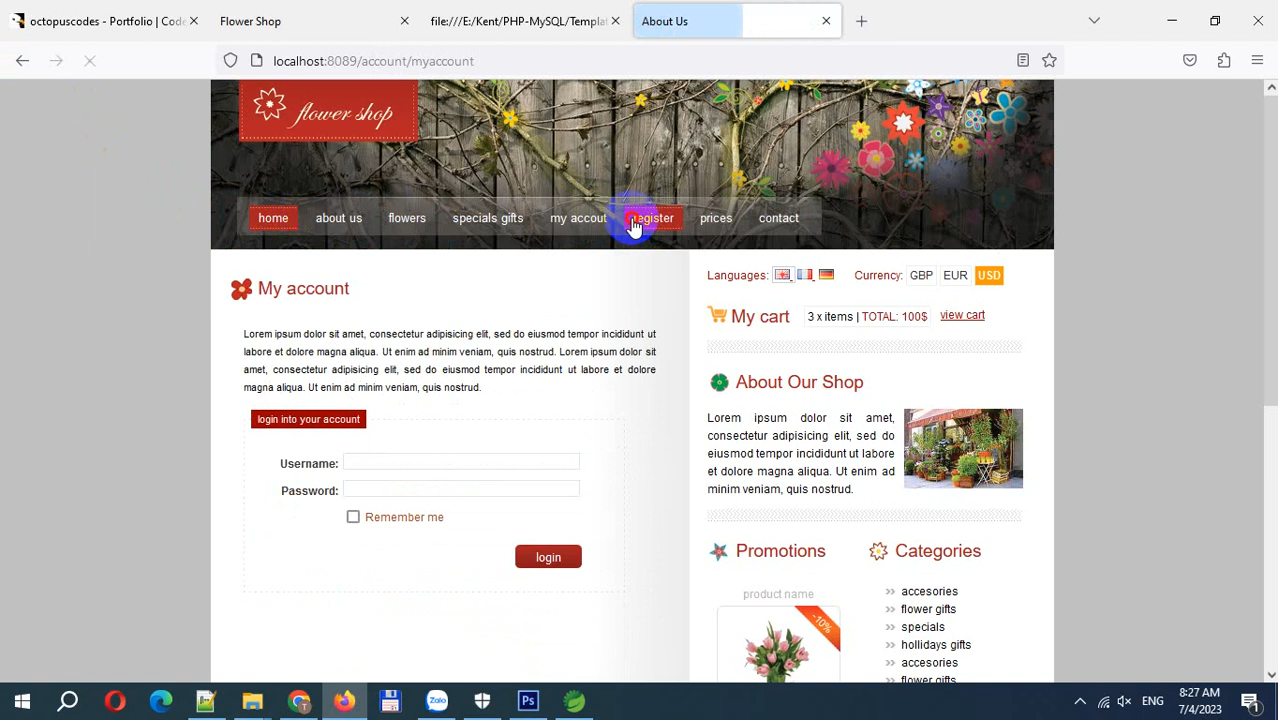 octopuscodes - Portfolio | Code
Flower Shop
file:///E:/Kent/PHP-MySQL/Templat
About Us
localhost:8089/account/myaccount
flower shop
home about us flowers specials gifts my accout register prices contact
My account
Lorem ipsum dolor sit amet, consectetur adipisicing elit, sed do eiusmod tempor incididunt ut
labore et dolore magna aliqua. Ut enim ad minim veniam, quis nostrud. Lorem ipsum dolor sit
amet, consectetur adipisicing elit, sed do eiusmod tempor incididunt ut labore et dolore
magna aliqua. Ut enim ad minim veniam, quis nostrud.
login into your account
Username:
Password:
Remember me
login
Languages: Currency: GBP EUR USD
My cart 3 x items | TOTAL: 100$ view cart
About Our Shop
Lorem ipsum dolor sit amet,
consectetur adipisicing elit, sed do
eiusmod tempor incididunt ut labore
et dolore magna aliqua. Ut enim ad
minim veniam, quis nostrud.
Promotions
product name
-10%
Categories
accesories
flower gifts
specials
hollidays gifts
accesories
flower gifts
Zalo
Ps
ENG
8:27 AM
7/4/2023
1